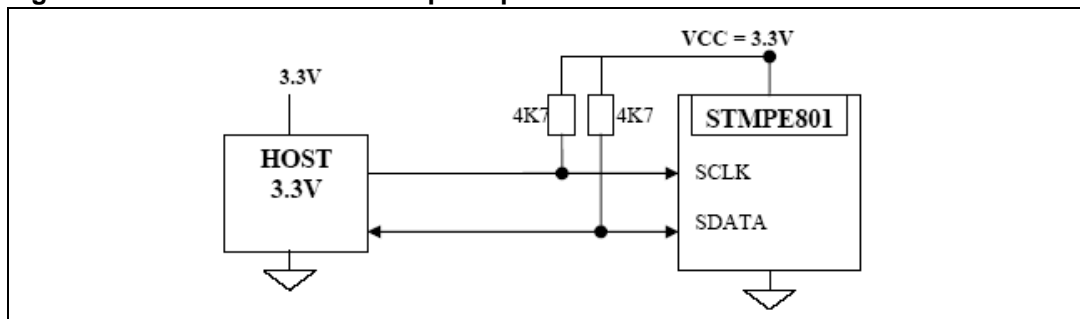 VCC = 3.3V
3.3V
4K7
4K7
STMPE801
HOST
3.3V
SCLK
SDATA